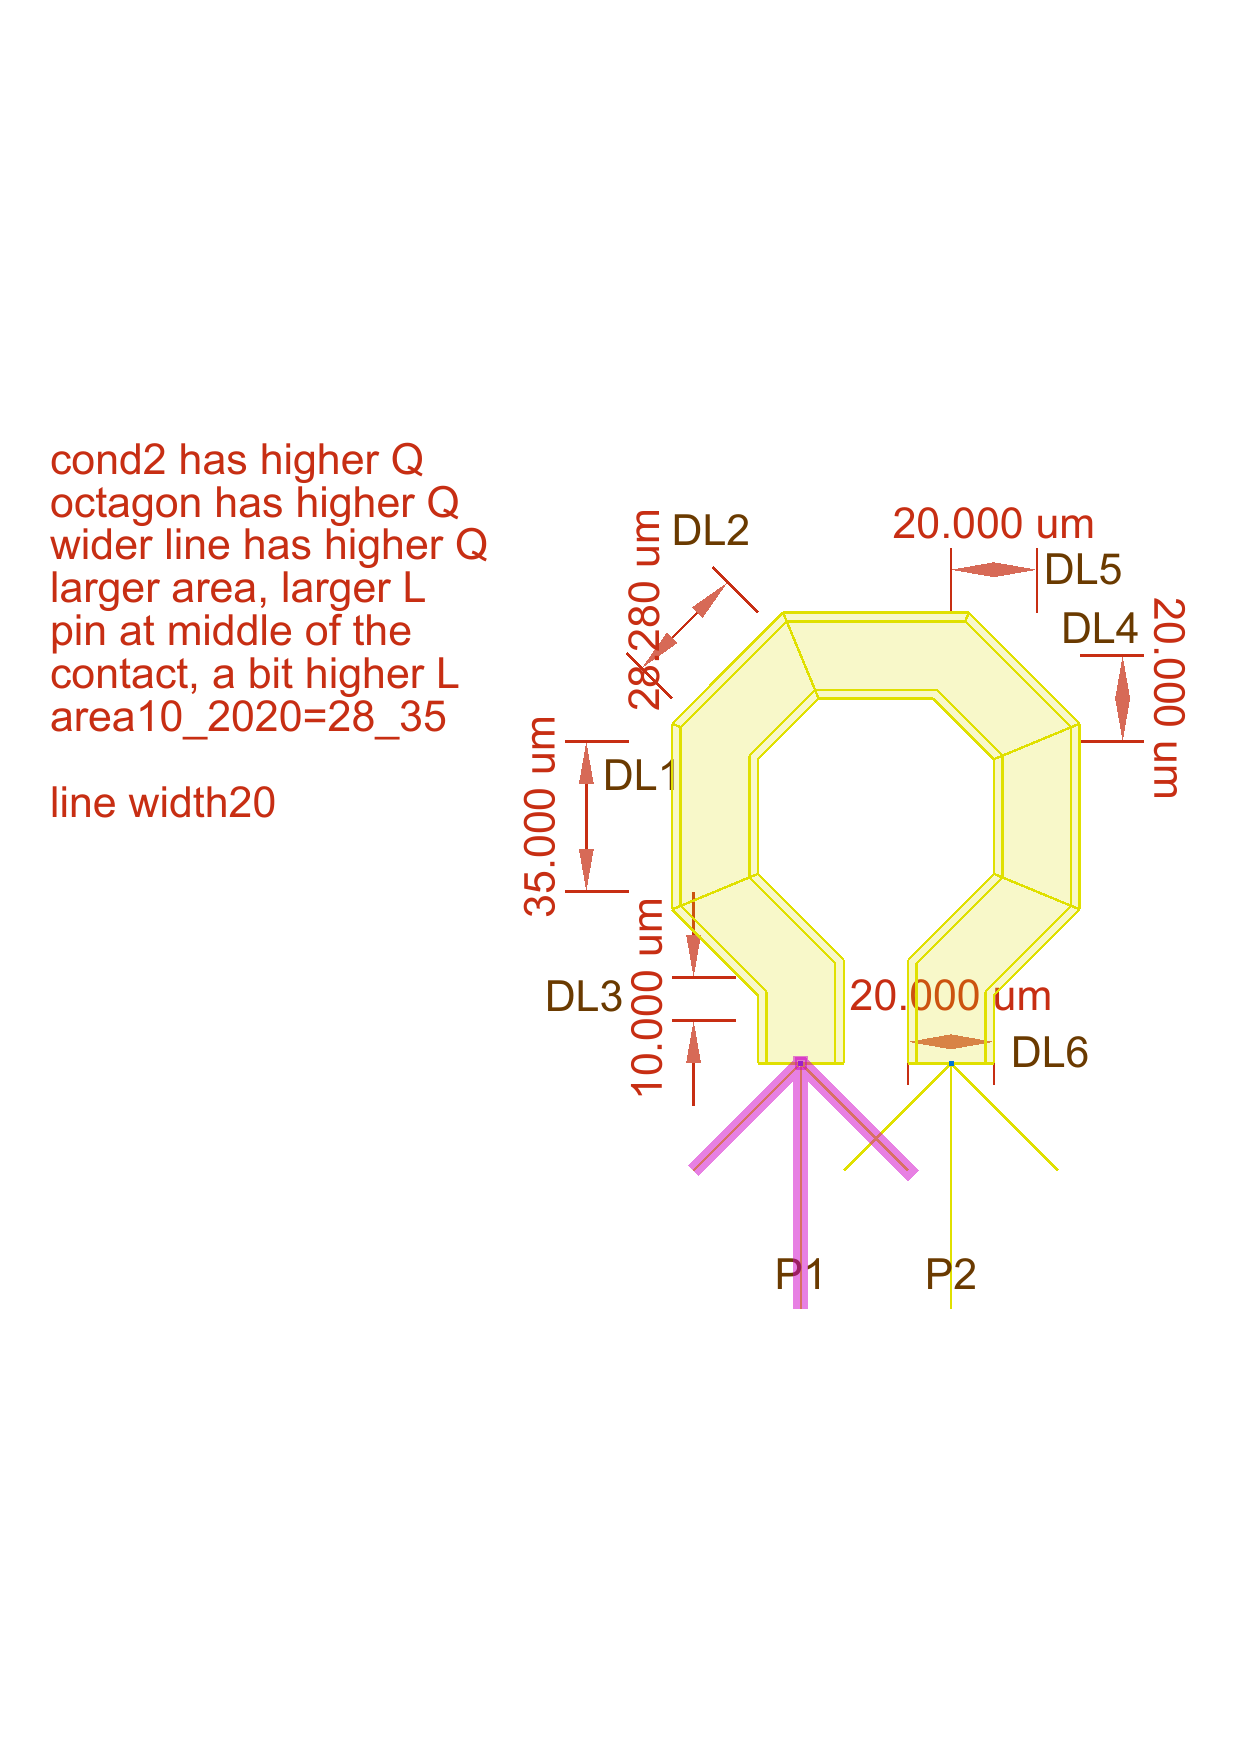 cond2 has higher Q
octagon has higher Q
wider line has higher Q
larger area, larger L
pin at middle of the
contact, a bit higher L
area10_2020=28_35
line width20
28.280 um
DL2
20.000 um
DL5
DL4
20.000 um
35.000 um
DL1
10.000 um
DL3
20.000 um
DL6
P1
P2